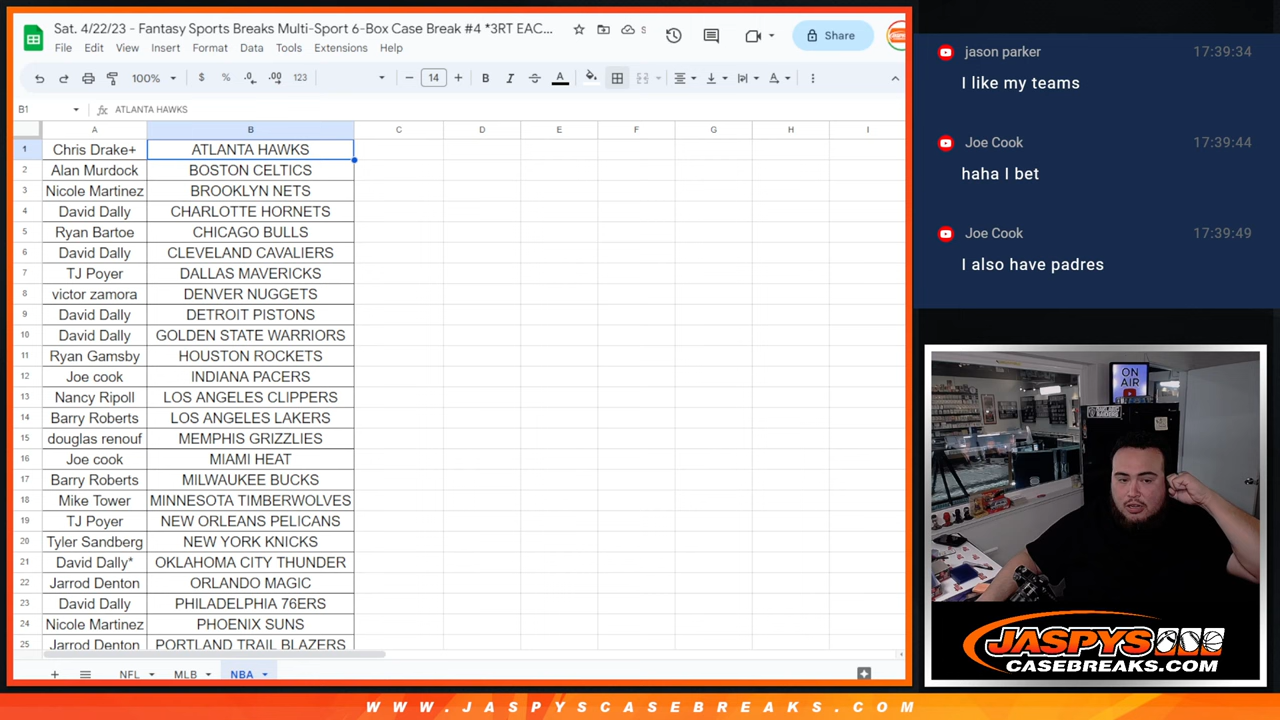 Sat. 4/22/23 - Fantasy Sports Breaks Multi-Sport 6-Box Case Break #4 *3RT EAC...
S
Share
File Edit View Insert Format Data Tools Extensions Help
100% $ % .0 .00 123 14 B I A
B1 fx ATLANTA HAWKS
A B C D E F G H I
1 Chris Drake+ ATLANTA HAWKS
2 Alan Murdock BOSTON CELTICS
3 Nicole Martinez BROOKLYN NETS
4 David Dally CHARLOTTE HORNETS
5 Ryan Bartoe CHICAGO BULLS
6 David Dally CLEVELAND CAVALIERS
7 TJ Poyer DALLAS MAVERICKS
8 victor zamora DENVER NUGGETS
9 David Dally DETROIT PISTONS
10 David Dally GOLDEN STATE WARRIORS
11 Ryan Gamsby HOUSTON ROCKETS
12 Joe cook INDIANA PACERS
13 Nancy Ripoll LOS ANGELES CLIPPERS
14 Barry Roberts LOS ANGELES LAKERS
15 douglas renouf MEMPHIS GRIZZLIES
16 Joe cook MIAMI HEAT
17 Barry Roberts MILWAUKEE BUCKS
18 Mike Tower MINNESOTA TIMBERWOLVES
19 TJ Poyer NEW ORLEANS PELICANS
20 Tyler Sandberg NEW YORK KNICKS
21 David Dally* OKLAHOMA CITY THUNDER
22 Jarrod Denton ORLANDO MAGIC
23 David Dally PHILADELPHIA 76ERS
24 Nicole Martinez PHOENIX SUNS
25 Jarrod Denton PORTLAND TRAIL BLAZERS
NFL MLB NBA
jason parker 17:39:34
I like my teams
Joe Cook 17:39:44
haha I bet
Joe Cook 17:39:49
I also have padres
ON
AIR
JASPYS
CASEBREAKS.COM
WWW.JASPYSCASEBREAKS.COM